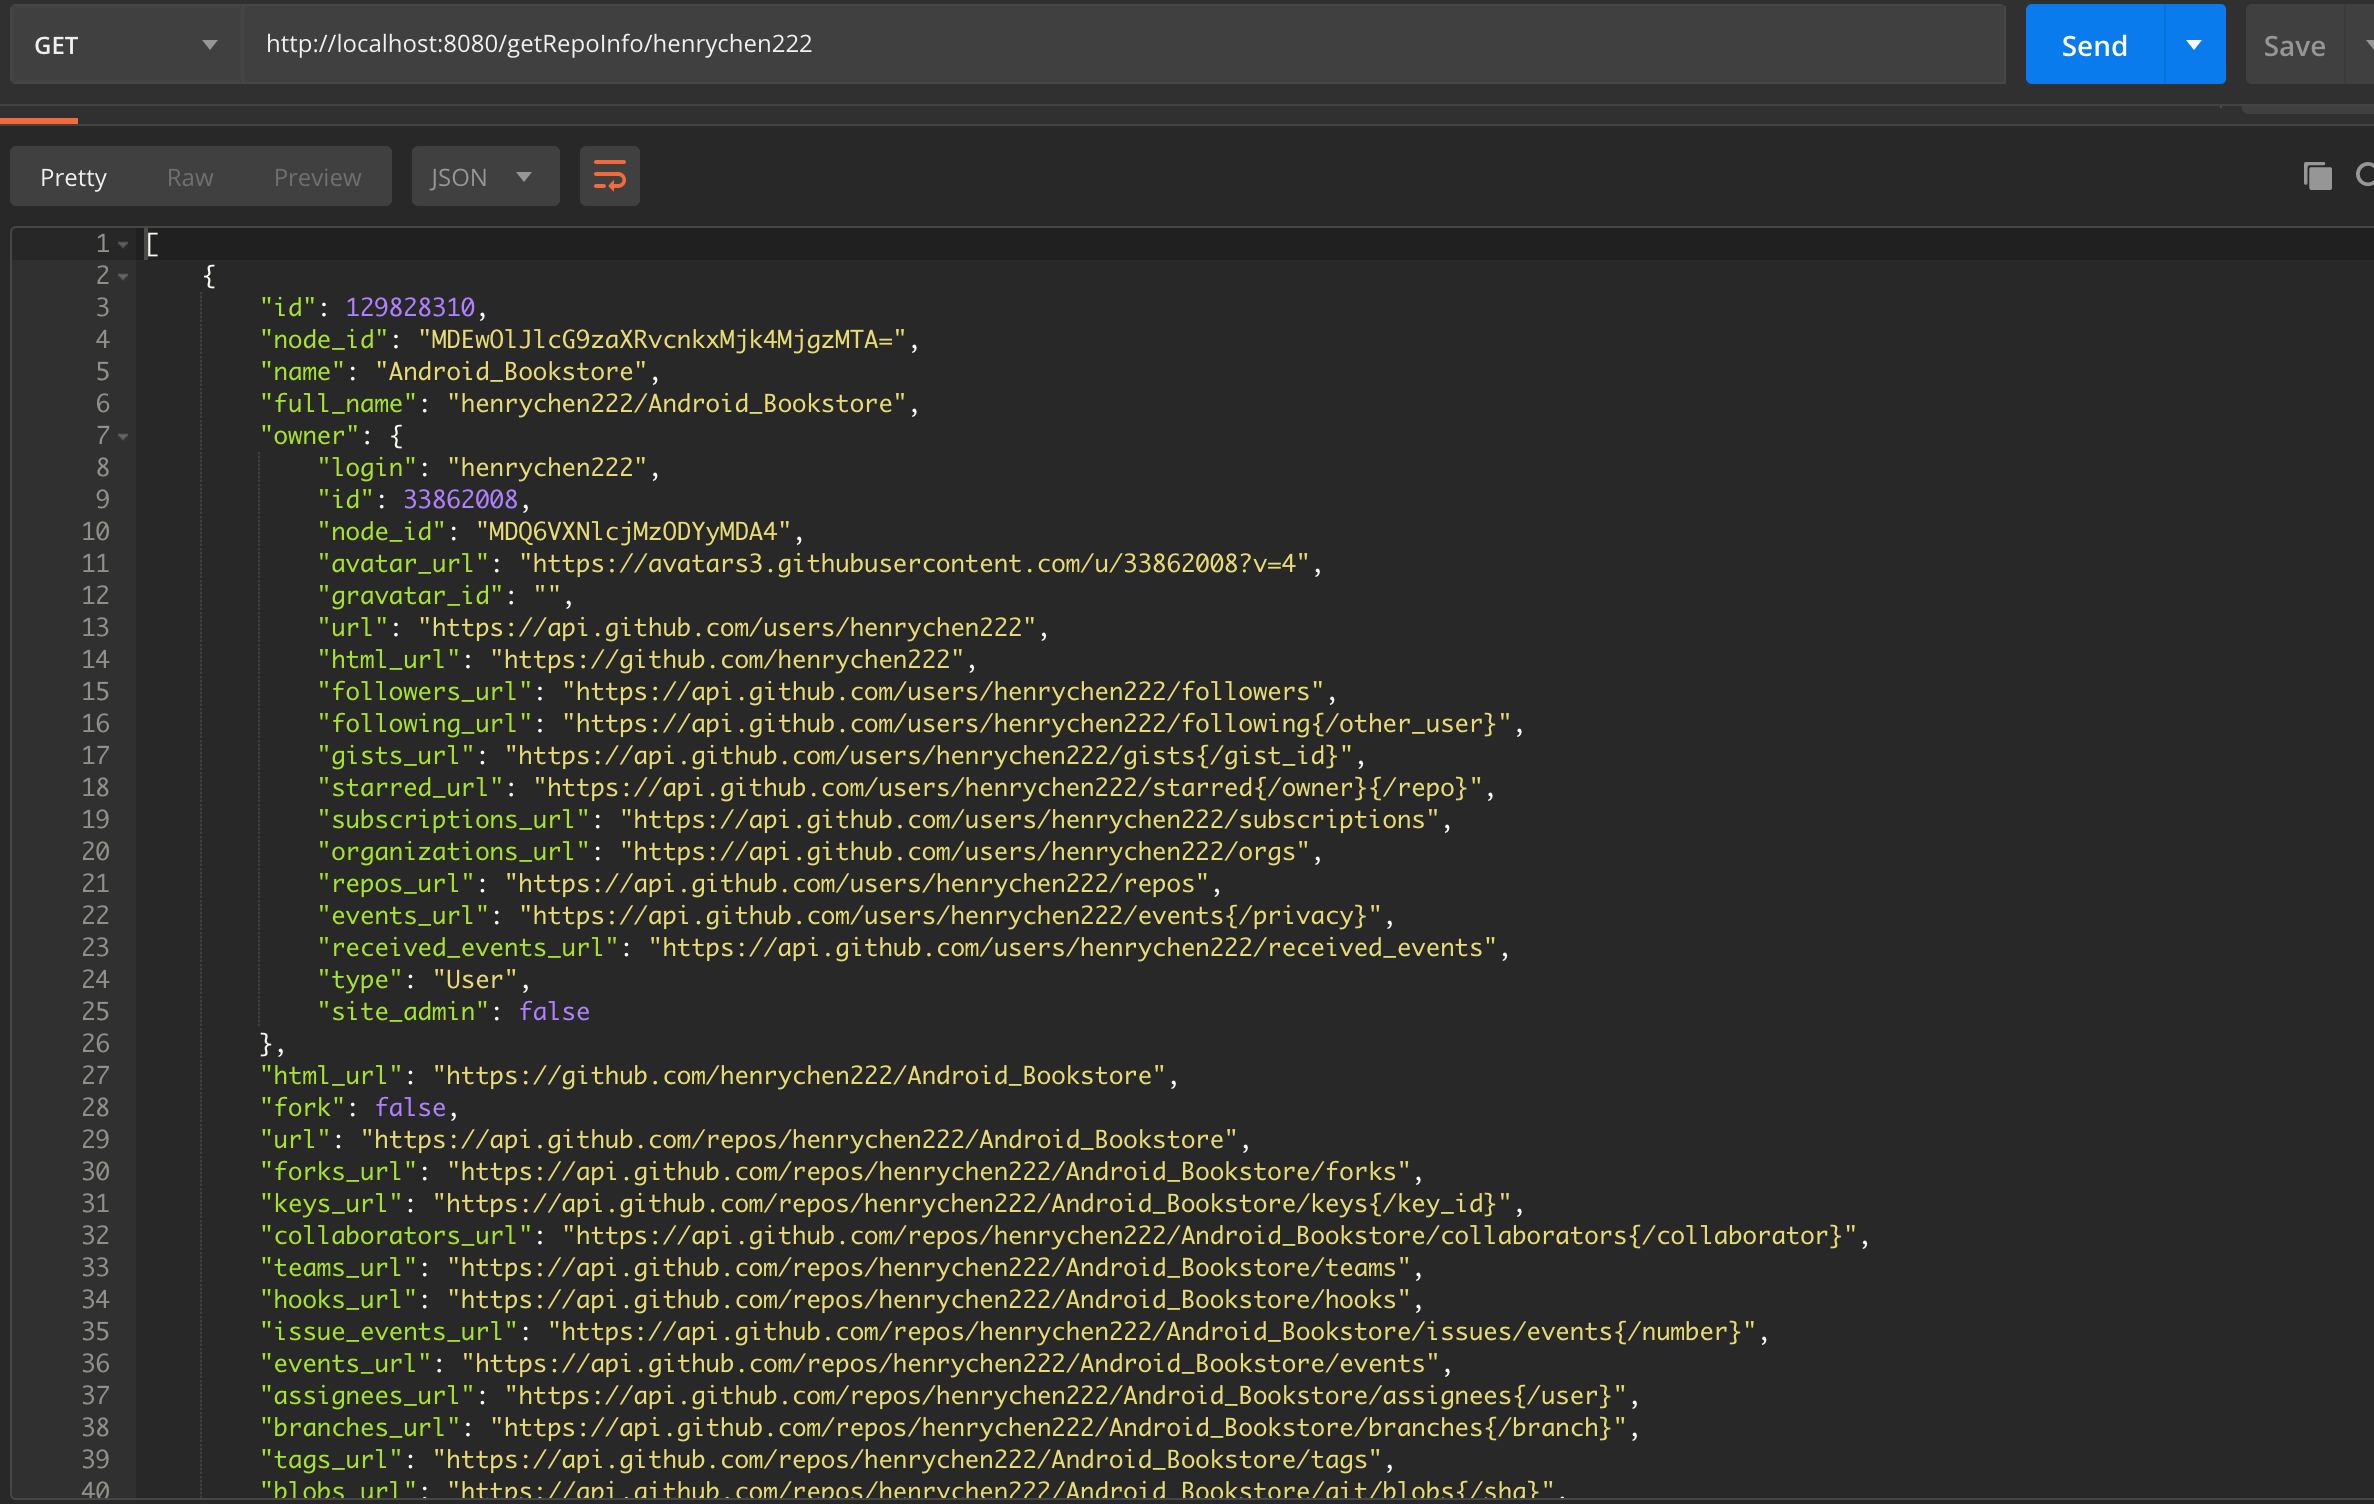 GET http://localhost:8080/getRepoInfo/henrychen222 Send Save
Pretty Raw Preview JSON
1 [
2 {
3 "id": 129828310,
4 "node_id": "MDEwOlJlcG9zaXRvcnkxMjk4MjgzMTA=",
5 "name": "Android_Bookstore",
6 "full_name": "henrychen222/Android_Bookstore",
7 "owner": {
8 "login": "henrychen222",
9 "id": 33862008,
10 "node_id": "MDQ6VXNlcjMzODYyMDA4",
11 "avatar_url": "https://avatars3.githubusercontent.com/u/33862008?v=4",
12 "gravatar_id": "",
13 "url": "https://api.github.com/users/henrychen222",
14 "html_url": "https://github.com/henrychen222",
15 "followers_url": "https://api.github.com/users/henrychen222/followers",
16 "following_url": "https://api.github.com/users/henrychen222/following{/other_user}",
17 "gists_url": "https://api.github.com/users/henrychen222/gists{/gist_id}",
18 "starred_url": "https://api.github.com/users/henrychen222/starred{/owner}{/repo}",
19 "subscriptions_url": "https://api.github.com/users/henrychen222/subscriptions",
20 "organizations_url": "https://api.github.com/users/henrychen222/orgs",
21 "repos_url": "https://api.github.com/users/henrychen222/repos",
22 "events_url": "https://api.github.com/users/henrychen222/events{/privacy}",
23 "received_events_url": "https://api.github.com/users/henrychen222/received_events",
24 "type": "User",
25 "site_admin": false
26 },
27 "html_url": "https://github.com/henrychen222/Android_Bookstore",
28 "fork": false,
29 "url": "https://api.github.com/repos/henrychen222/Android_Bookstore",
30 "forks_url": "https://api.github.com/repos/henrychen222/Android_Bookstore/forks",
31 "keys_url": "https://api.github.com/repos/henrychen222/Android_Bookstore/keys{/key_id}",
32 "collaborators_url": "https://api.github.com/repos/henrychen222/Android_Bookstore/collaborators{/collaborator}",
33 "teams_url": "https://api.github.com/repos/henrychen222/Android_Bookstore/teams",
34 "hooks_url": "https://api.github.com/repos/henrychen222/Android_Bookstore/hooks",
35 "issue_events_url": "https://api.github.com/repos/henrychen222/Android_Bookstore/issues/events{/number}",
36 "events_url": "https://api.github.com/repos/henrychen222/Android_Bookstore/events",
37 "assignees_url": "https://api.github.com/repos/henrychen222/Android_Bookstore/assignees{/user}",
38 "branches_url": "https://api.github.com/repos/henrychen222/Android_Bookstore/branches{/branch}",
39 "tags_url": "https://api.github.com/repos/henrychen222/Android_Bookstore/tags",
40 "blobs_url": "https://api.github.com/repos/henrychen222/Android_Bookstore/git/blobs{/sha}",